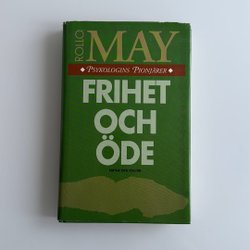 ROLLO
MAY
PSYKOLOGINS PIONJÄRER
FRIHET
OCH
ÖDE